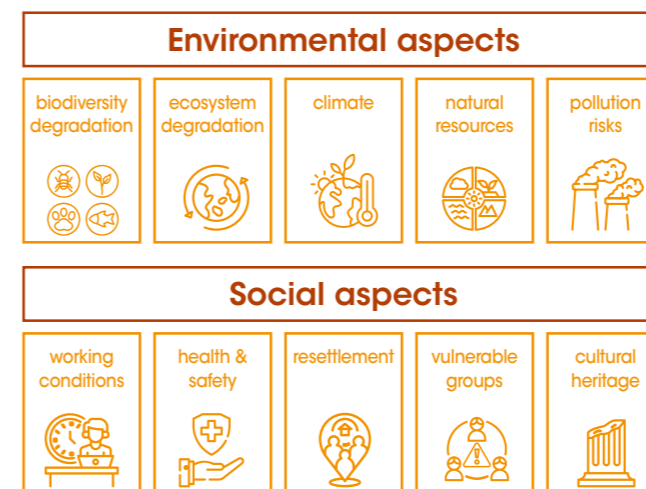 Environmental aspects
biodiversity
degradation
ecosystem
degradation
climate
natural
resources
pollution
risks
Social aspects
working
conditions
health &
safety
resettlement
vulnerable
groups
cultural
heritage